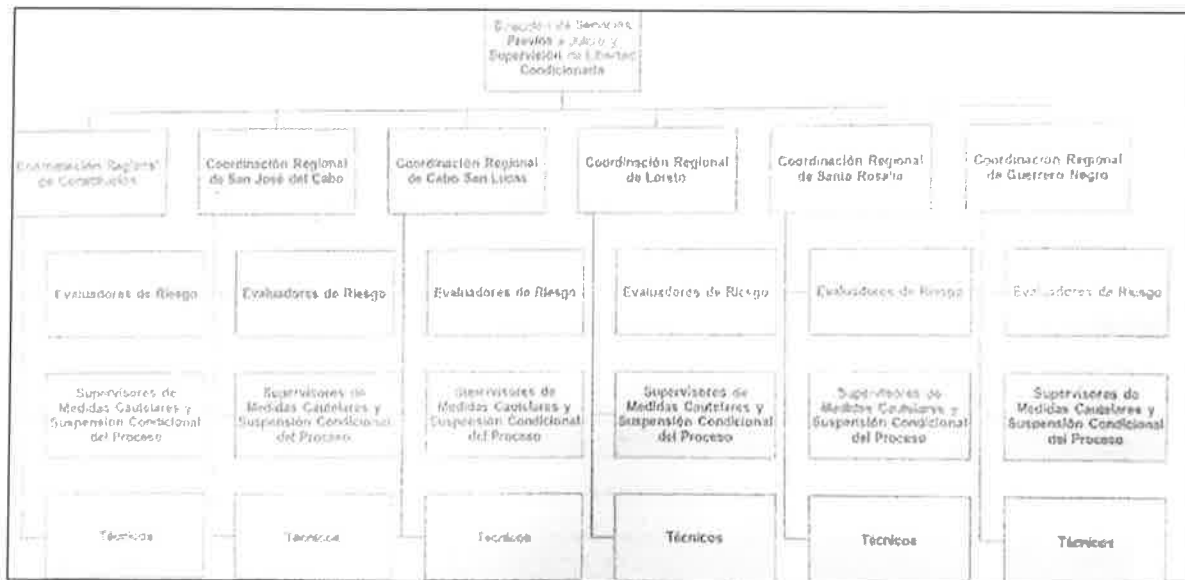 Dirección de Servicios
Previos a Juicio y
Supervisión de Libertad
Condicionada
Coordinación Regional
de Constitución
Coordinación Regional
de San José del Cabo
Coordinación Regional
de Cabo San Lucas
Coordinación Regional
de Loreto
Coordinación Regional
de Santa Rosalía
Coordinación Regional
de Guerrero Negro
Evaluadores de Riesgo
Evaluadores de Riesgo
Evaluadores de Riesgo
Evaluadores de Riesgo
Evaluadores de Riesgo
Evaluadores de Riesgo
Supervisores de
Medidas Cautelares y
Suspensión Condicional
del Proceso
Supervisores de
Medidas Cautelares y
Suspensión Condicional
del Proceso
Supervisores de
Medidas Cautelares y
Suspensión Condicional
del Proceso
Supervisores de
Medidas Cautelares y
Suspensión Condicional
del Proceso
Supervisores de
Medidas Cautelares y
Suspensión Condicional
del Proceso
Supervisores de
Medidas Cautelares y
Suspensión Condicional
del Proceso
Técnicos
Técnicos
Técnicos
Técnicos
Técnicos
Técnicos